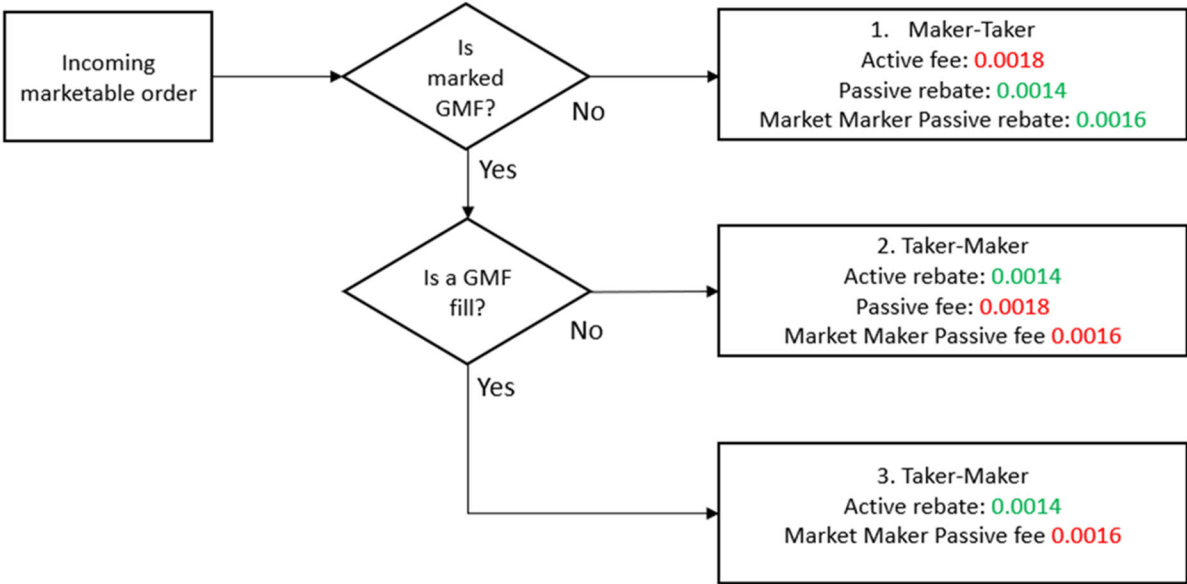 Incoming
marketable order
Is
marked
GMF?
No
Yes
1. Maker-Taker
Active fee: 0.0018
Passive rebate: 0.0014
Market Marker Passive rebate: 0.0016
Is a GMF
fill?
No
Yes
2. Taker-Maker
Active rebate: 0.0014
Passive fee: 0.0018
Market Maker Passive fee 0.0016
3. Taker-Maker
Active rebate: 0.0014
Market Maker Passive fee 0.0016